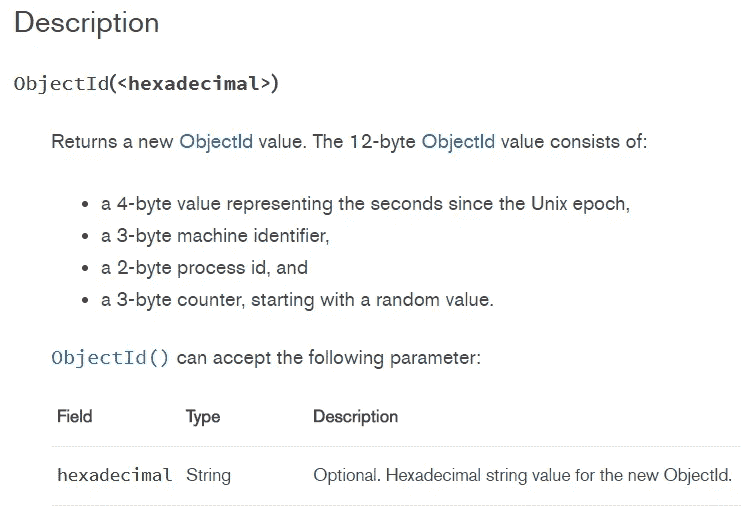 Description
ObjectId(<hexadecimal>)
Returns a new ObjectId value. The 12-byte ObjectId value consists of:
• a 4-byte value representing the seconds since the Unix epoch,
• a 3-byte machine identifier,
• a 2-byte process id, and
• a 3-byte counter, starting with a random value.
ObjectId() can accept the following parameter:
Field Type Description
hexadecimal String Optional. Hexadecimal string value for the new ObjectId.